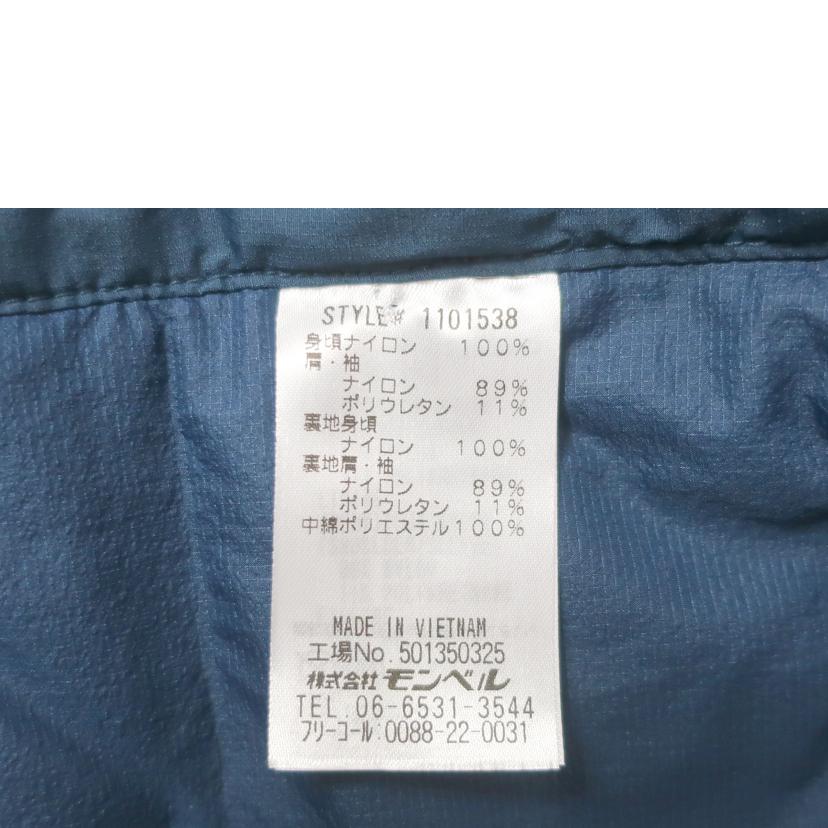 STYLE# 1101538
身頃ナイロン 100%
肩・袖
ナイロン 89%
ポリウレタン 11%
裏地身頃
ナイロン 100%
裏地肩・袖
ナイロン 89%
ポリウレタン 11%
中綿ポリエステル100%
MADE IN VIETNAM
工場No.501350325
株式会社モンベル
TEL.06-6531-3544
フリーコール:0088-22-0031